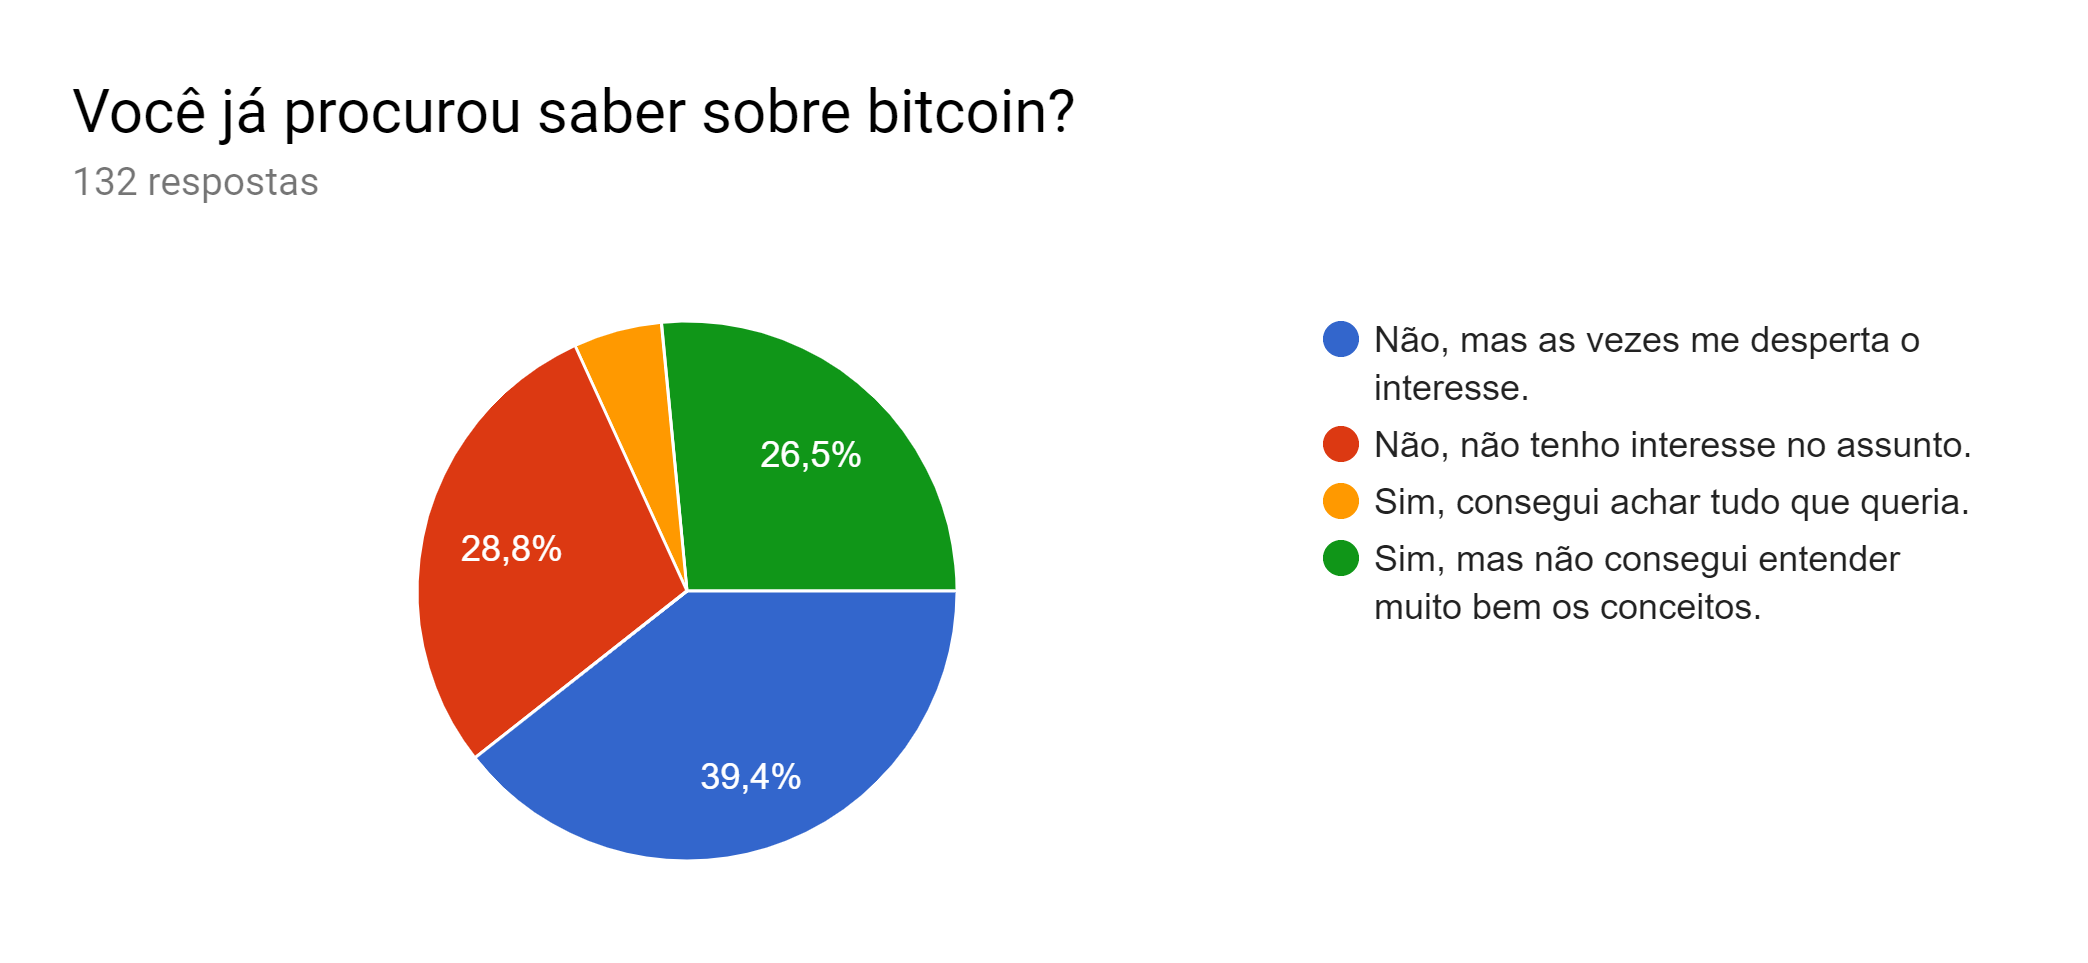 Você já procurou saber sobre bitcoin?
132 respostas
26,5%
28,8%
39,4%
Não, mas as vezes me desperta o
interesse.
Não, não tenho interesse no assunto.
Sim, consegui achar tudo que queria.
Sim, mas não consegui entender
muito bem os conceitos.